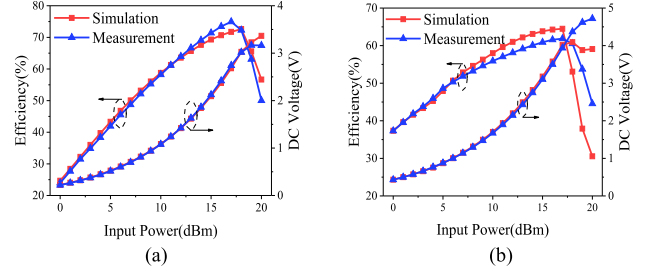 Simulation
Measurement
Efficiency(%)
80
70
60
50
40
30
20
0
5
10
15
20
Input Power(dBm)
4
3
2
1
0
DC Voltage(V)
(a)
Simulation
Measurement
Efficiency(%)
70
60
50
40
30
20
0
5
10
15
20
Input Power(dBm)
5
4
3
2
1
0
DC Voltage(V)
(b)